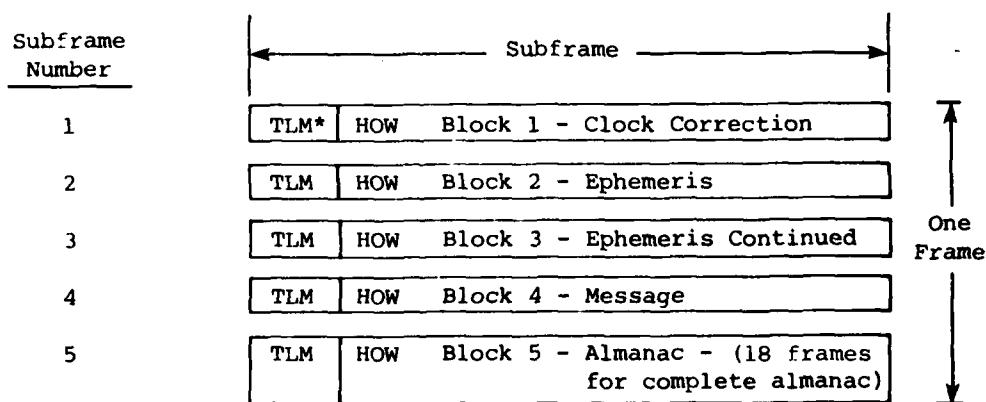 Subframe Number
Subframe
1 TLM* HOW Block 1 - Clock Correction
2 TLM HOW Block 2 - Ephemeris
3 TLM HOW Block 3 - Ephemeris Continued
4 TLM HOW Block 4 - Message
5 TLM HOW Block 5 - Almanac - (18 frames
for complete almanac)
One
Frame